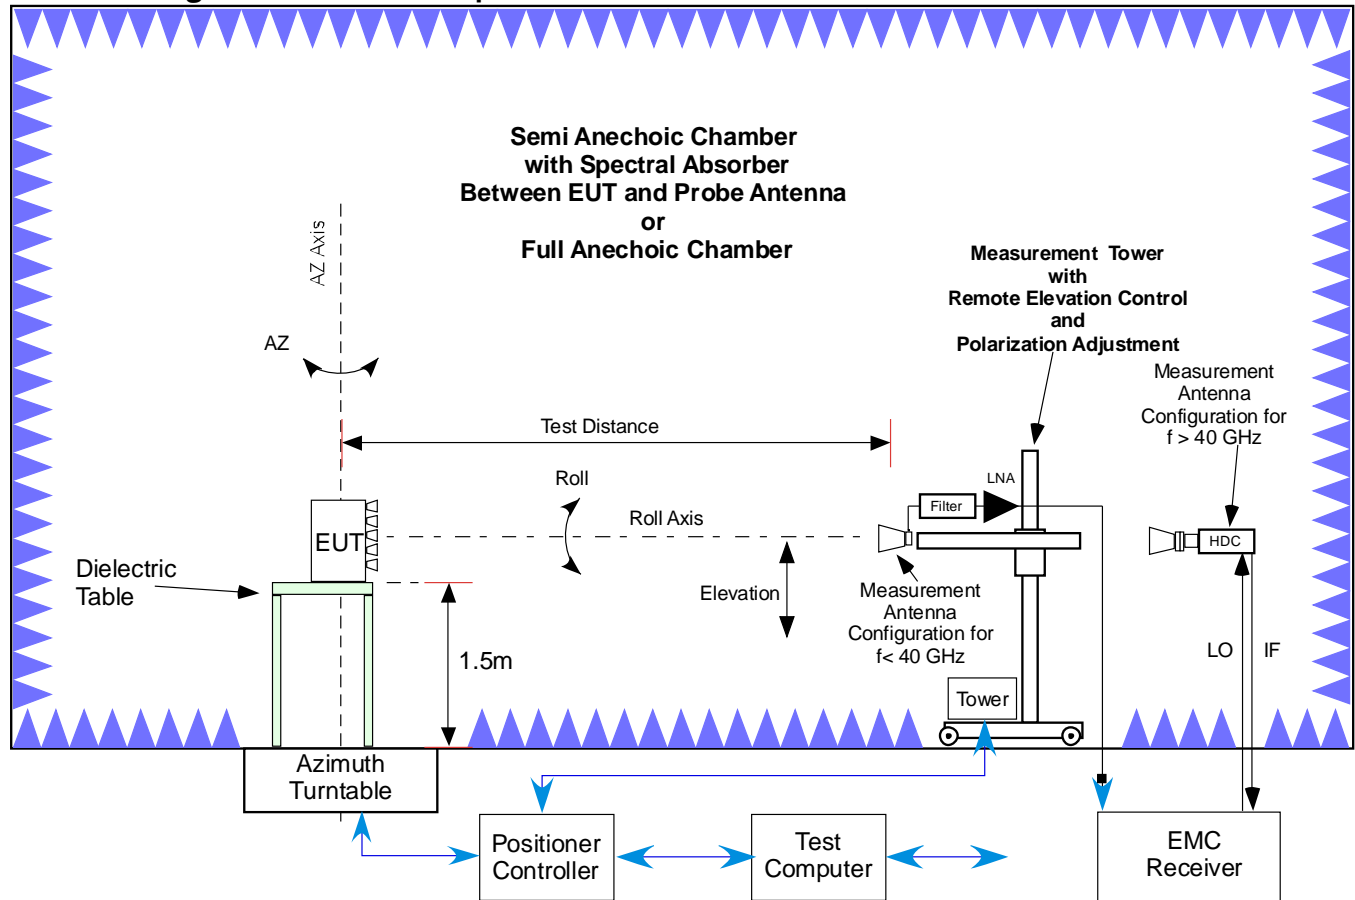 Semi Anechoic Chamber
with Spectral Absorber
Between EUT and Probe Antenna
or
Full Anechoic Chamber
AZ Axis
AZ
Measurement Tower
with
Remote Elevation Control
and
Polarization Adjustment
Measurement
Antenna
Configuration for
f > 40 GHz
Test Distance
Roll
Roll Axis
LNA
Filter
EUT
HDC
Dielectric
Table
Elevation
Measurement
Antenna
Configuration for
f< 40 GHz
1.5m
LO
IF
Tower
Azimuth
Turntable
Positioner
Controller
Test
Computer
EMC
Receiver